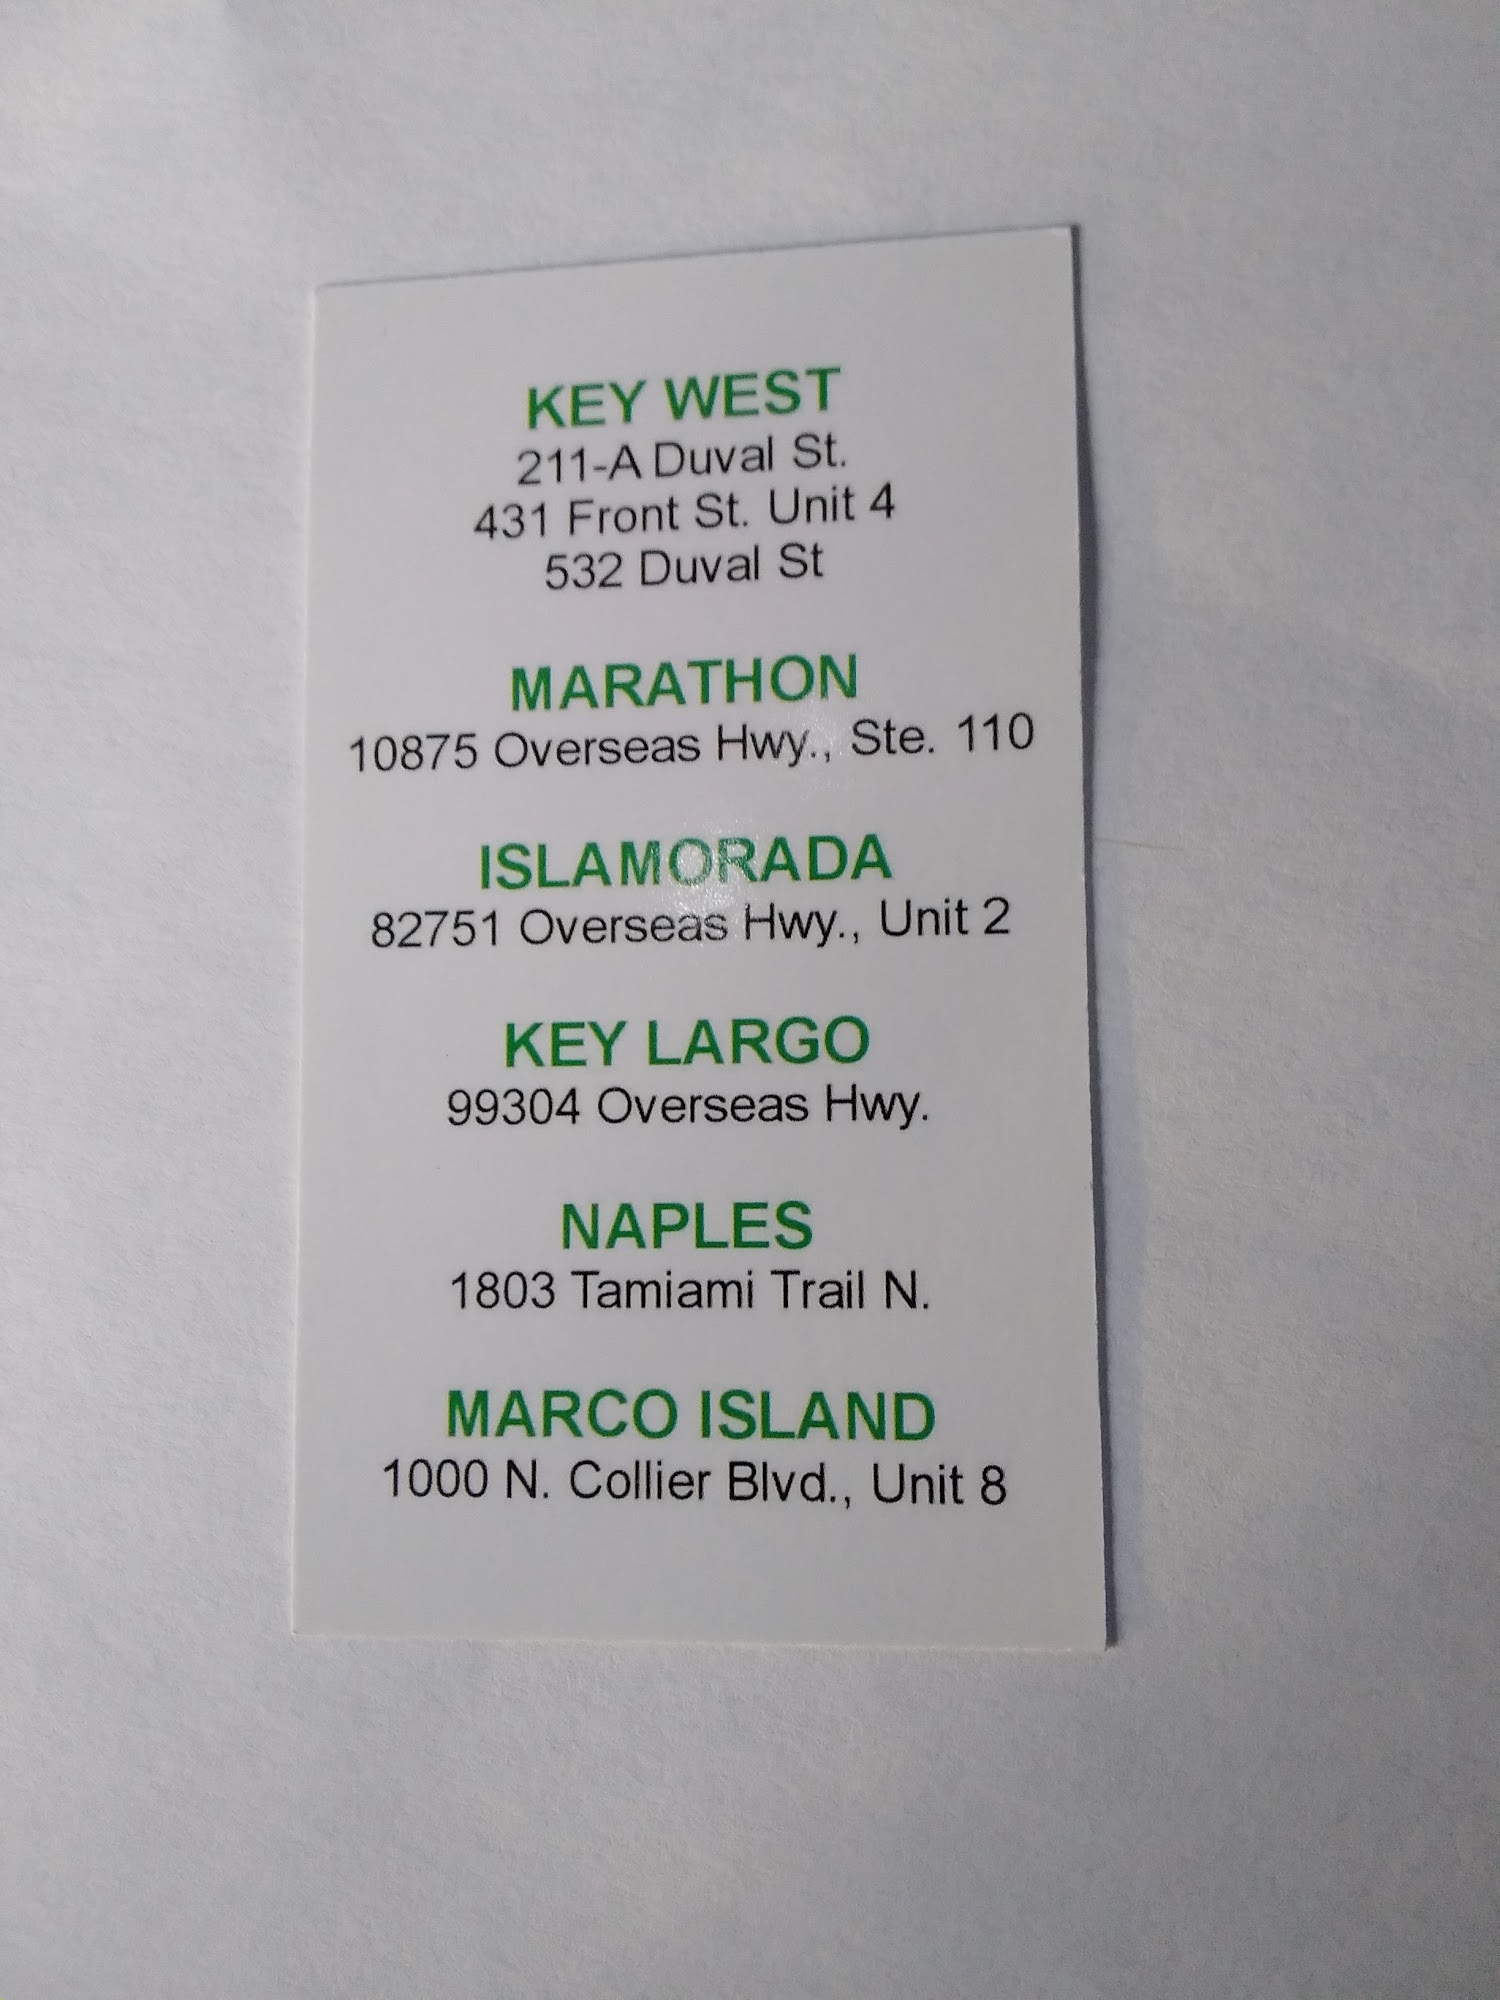 KEY WEST
211-A Duval St.
431 Front St. Unit 4
532 Duval St
MARATHON
10875 Overseas Hwy., Ste. 110
ISLAMORADA
82751 Overseas Hwy., Unit 2
KEY LARGO
99304 Overseas Hwy.
NAPLES
1803 Tamiami Trail N.
MARCO ISLAND
1000 N. Collier Blvd., Unit 8